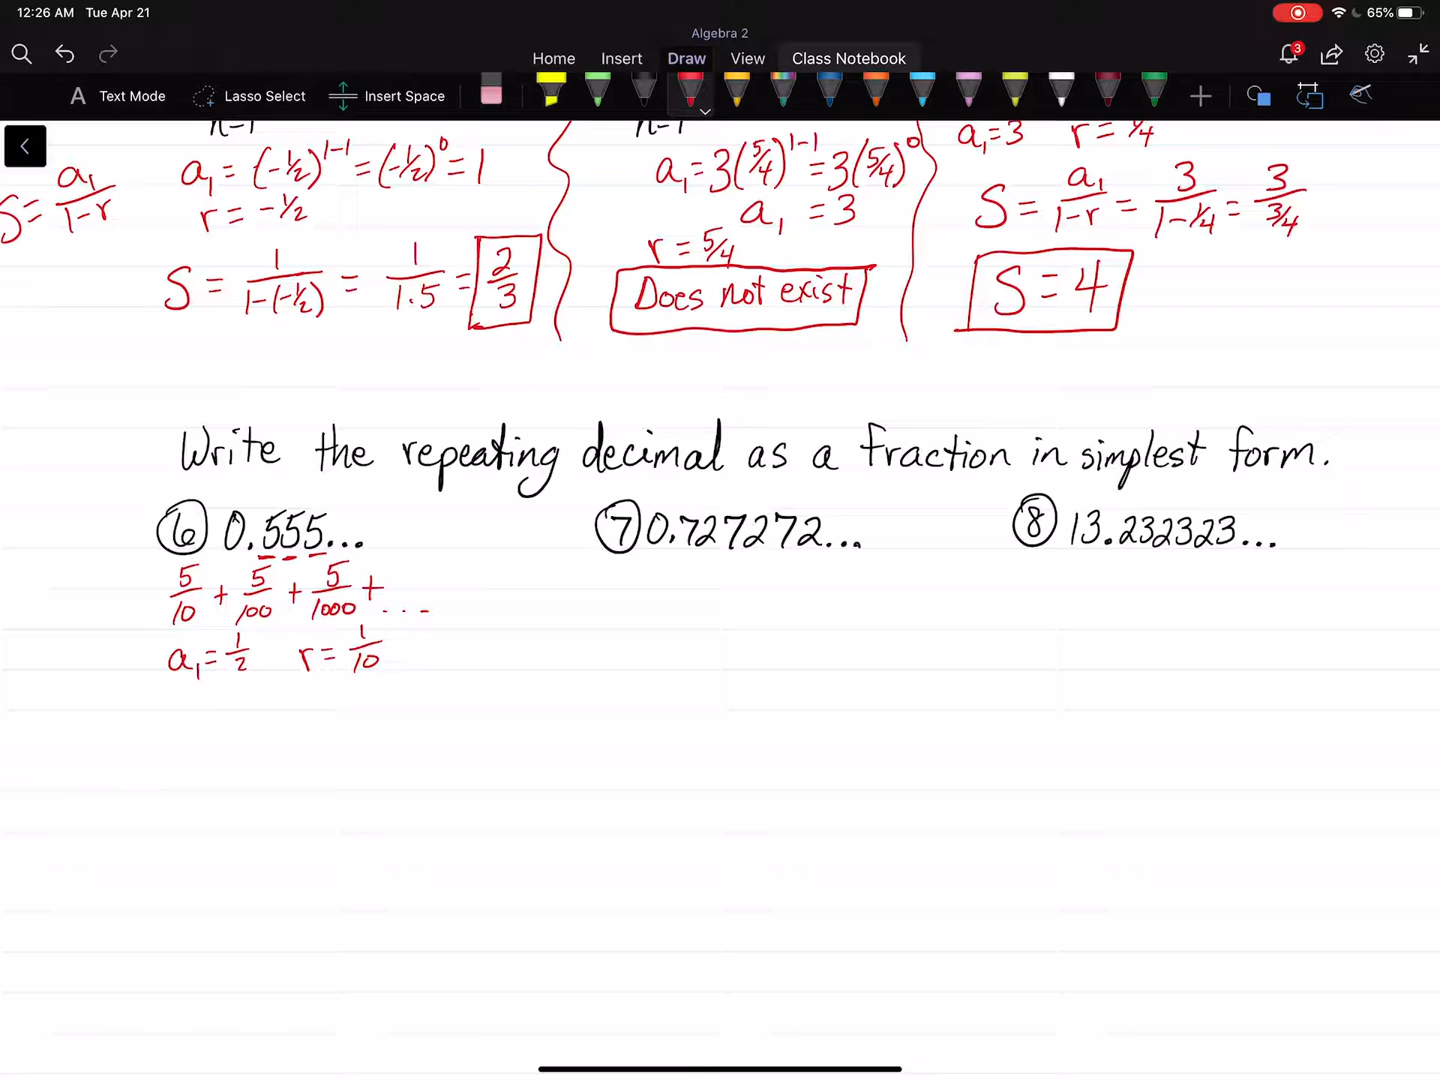 12:26 AM Tue Apr 21
65%
Algebra 2
Home Insert Draw View Class Notebook
3
A Text Mode Lasso Select Insert Space
n=1
n=1
a₁=3 r=1/4
S=a₁/1-r
a₁=(-1/2)^1-1=(-1/2)^0=1
r=-1/2
S=1/1-(-1/2)=1/1.5=2/3
a₁=3(5/4)^1-1=3(5/4)^0
a₁=3
r=5/4
Does not exist
S=a₁/1-r=3/1-1/4=3/3/4
S=4
Write the repeating decimal as a fraction in simplest form.
6 0.555...
7 0.727272...
8 13.232323...
5/10+5/100+5/1000+...
a₁=1/2 r=1/10